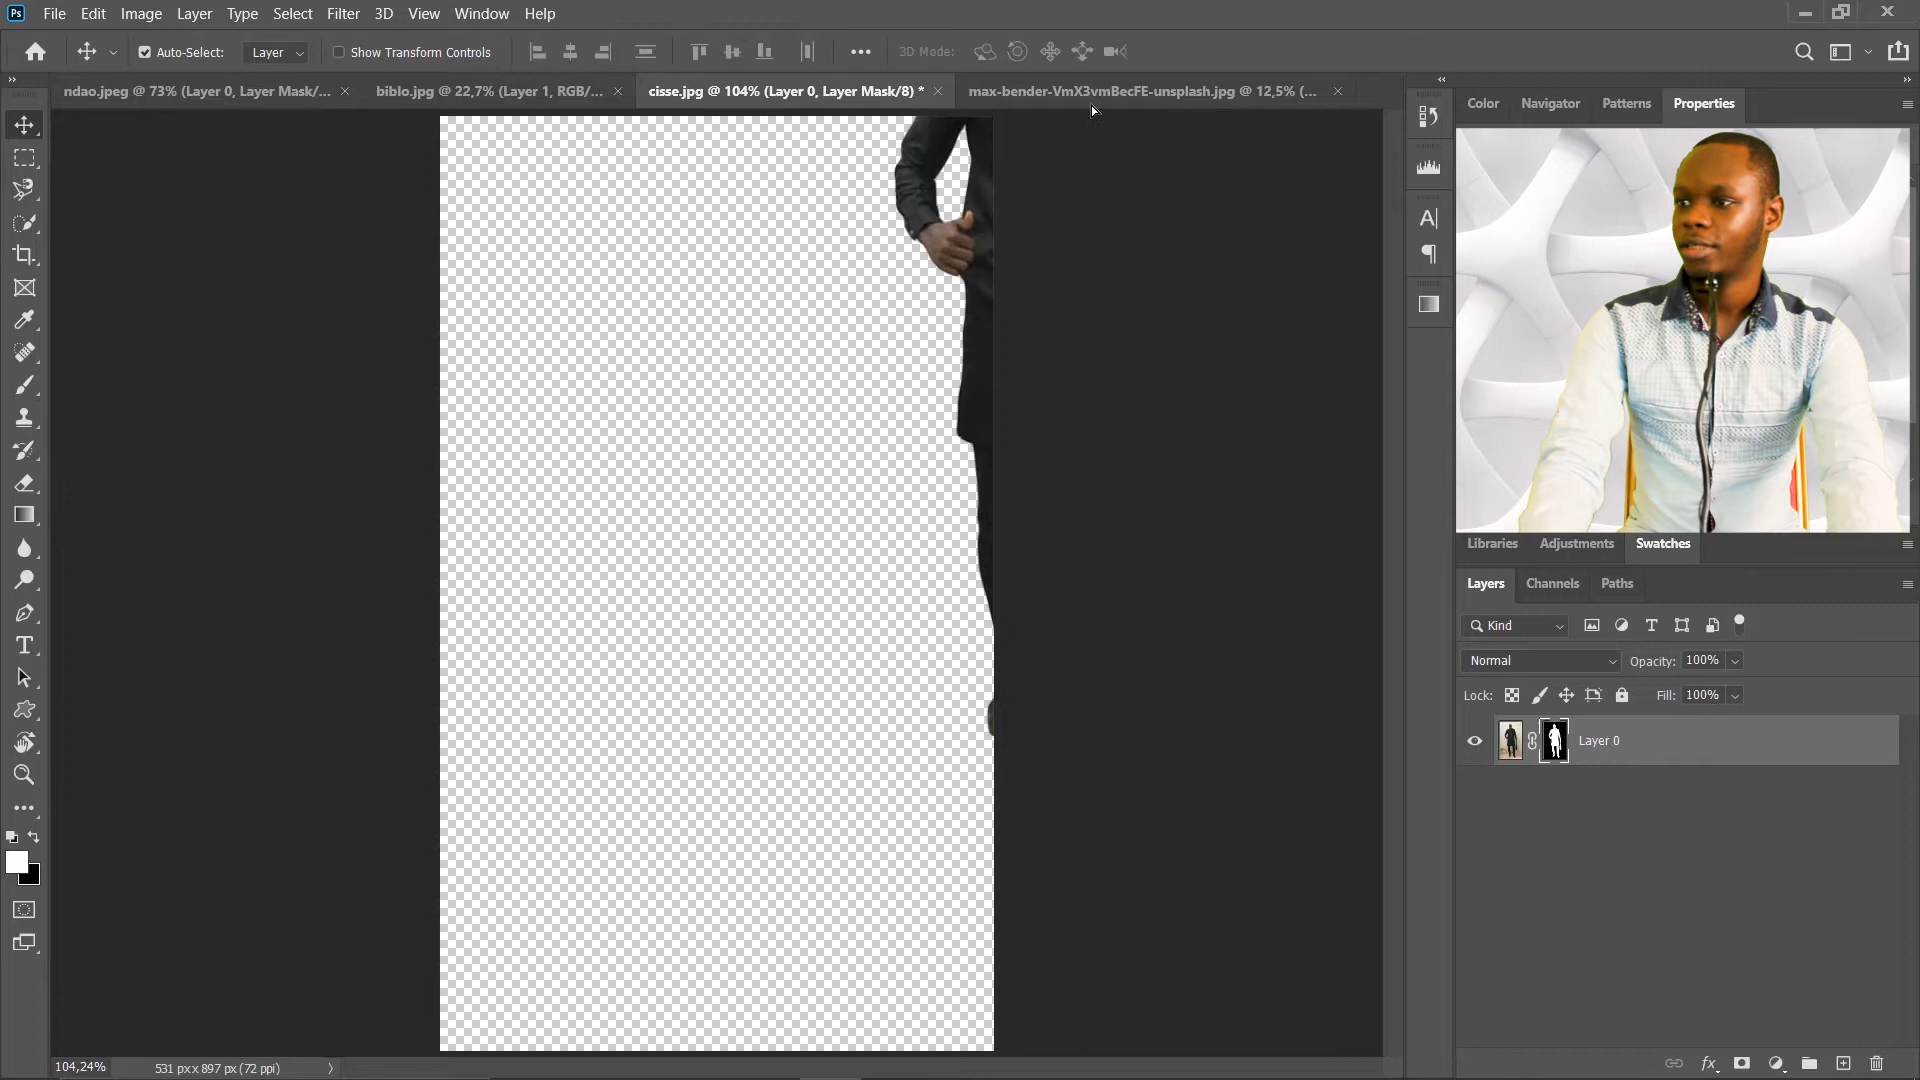 Ps File Edit Image Layer Type Select Filter 3D View Window Help
Auto-Select: Layer Show Transform Controls 3D Mode:
ndao.jpeg @ 73% (Layer 0, Layer Mask/... biblo.jpg @ 22,7% (Layer 1, RGB/... cisse.jpg @ 104% (Layer 0, Layer Mask/8) * max-bender-VmX3vmBecFE-unsplash.jpg @ 12,5% (...
Color Navigator Patterns Properties
Libraries Adjustments Swatches
Layers Channels Paths
Kind
Normal Opacity: 100%
Lock: Fill: 100%
Layer 0
104,24% 531 px x 897 px (72 ppi)
fx